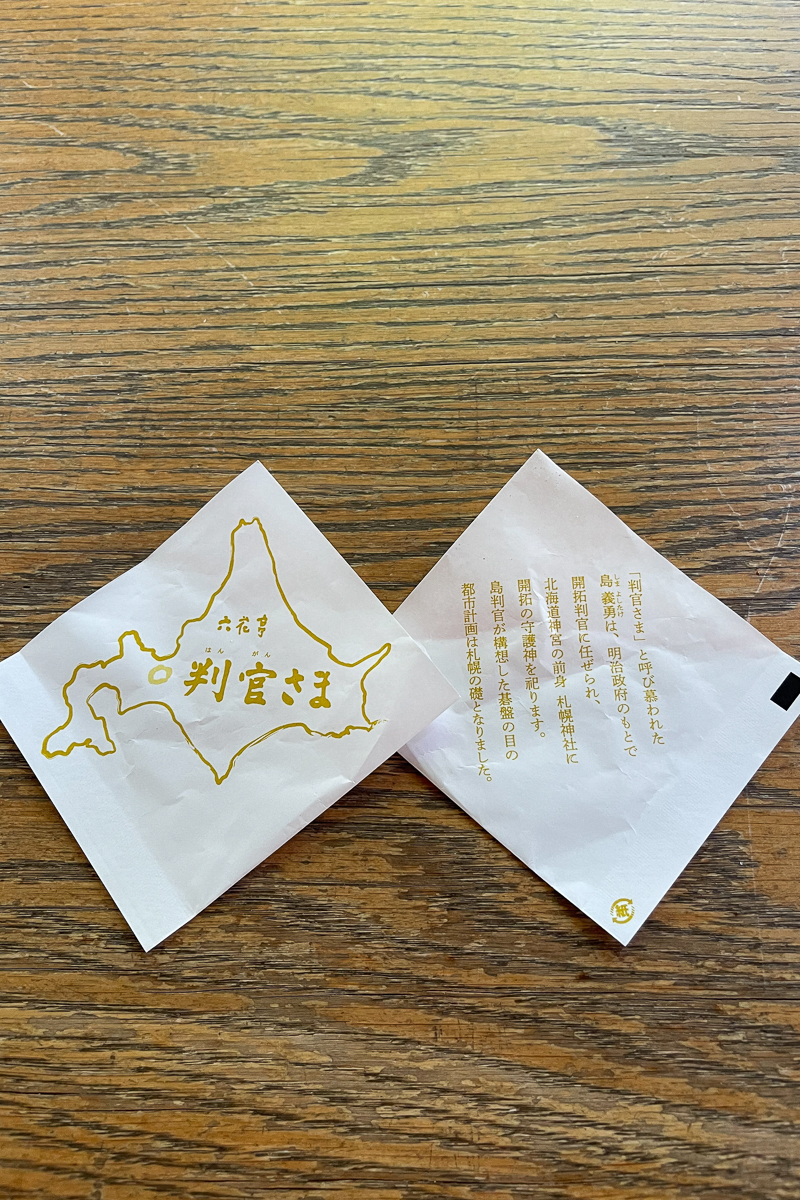 六花亭
はんがん
判官さま
「判官さま」と呼び慕われた
しまよしたけ
島義勇は、明治政府のもとで
開拓判官に任ぜられ、
北海道神宮の前身 札幌神社に
開拓の守護神を祀ります。
島判官が構想した碁盤の目の
都市計画は札幌の礎となりました。
紙